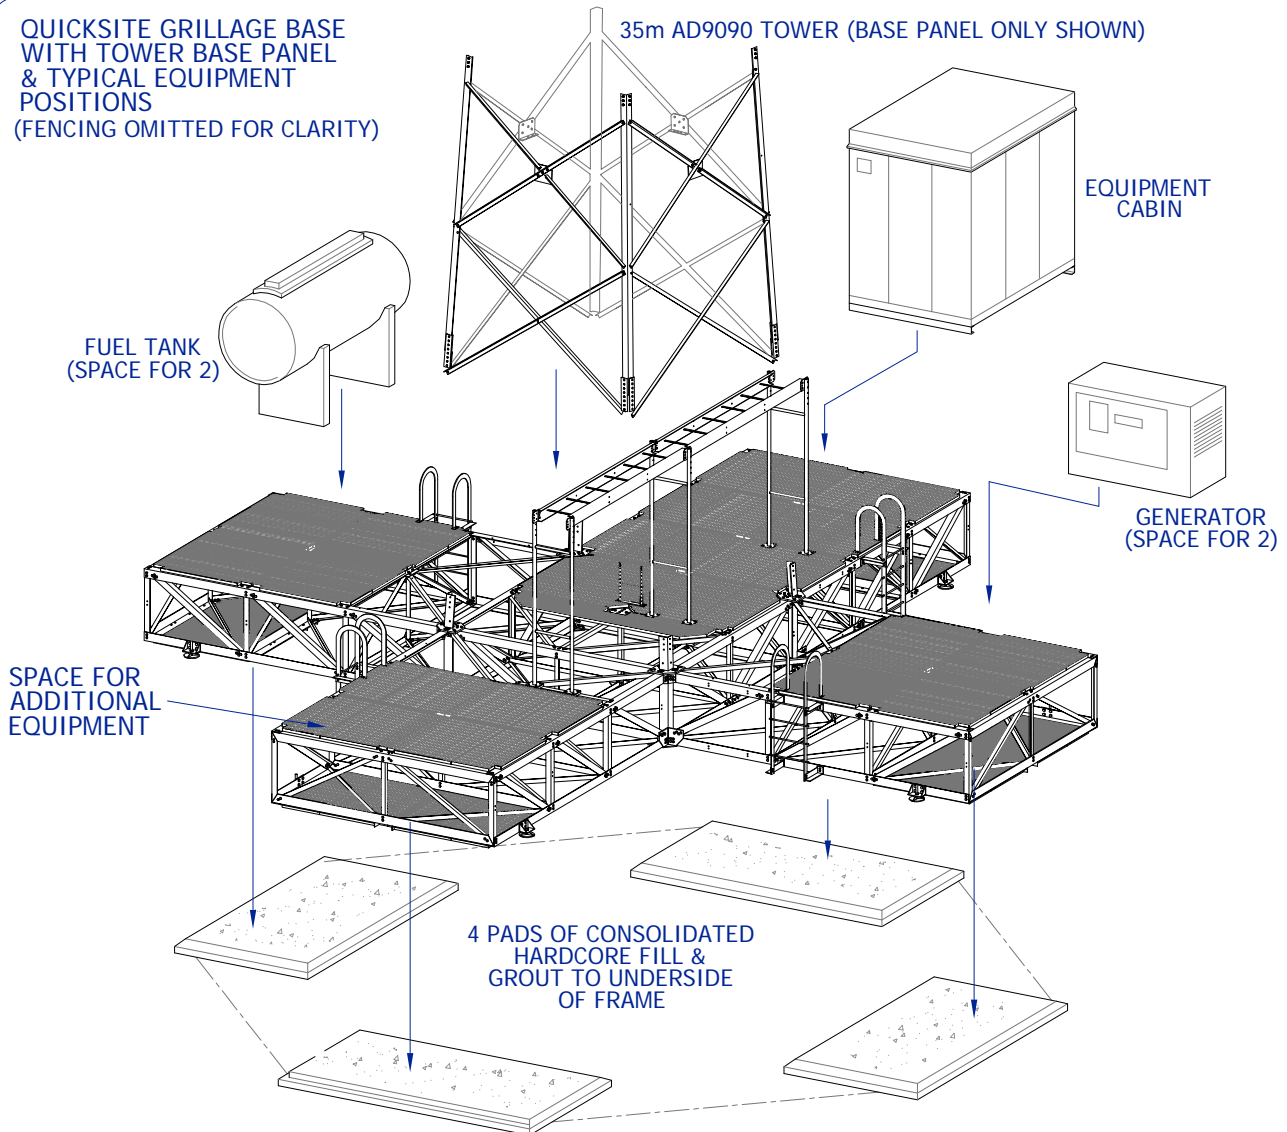 QUICKSITE GRILLAGE BASE
WITH TOWER BASE PANEL
& TYPICAL EQUIPMENT
POSITIONS
(FENCING OMITTED FOR CLARITY)
35m AD9090 TOWER (BASE PANEL ONLY SHOWN)
EQUIPMENT
CABIN
FUEL TANK
(SPACE FOR 2)
GENERATOR
(SPACE FOR 2)
SPACE FOR
ADDITIONAL
EQUIPMENT
4 PADS OF CONSOLIDATED
HARDCORE FILL &
GROUT TO UNDERSIDE
OF FRAME